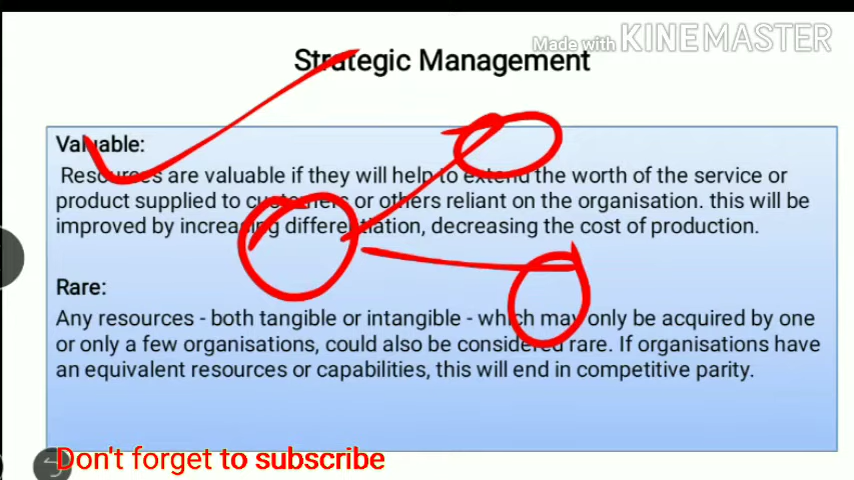 Made with KINEMASTER
Strategic Management
Valuable:
Resources are valuable if they will help to extend the worth of the service or
product supplied to customers or others reliant on the organisation. this will be
improved by increasing differentiation, decreasing the cost of production.
Rare:
Any resources - both tangible or intangible - which may only be acquired by one
or only a few organisations, could also be considered rare. If organisations have
an equivalent resources or capabilities, this will end in competitive parity.
Don't forget to subscribe